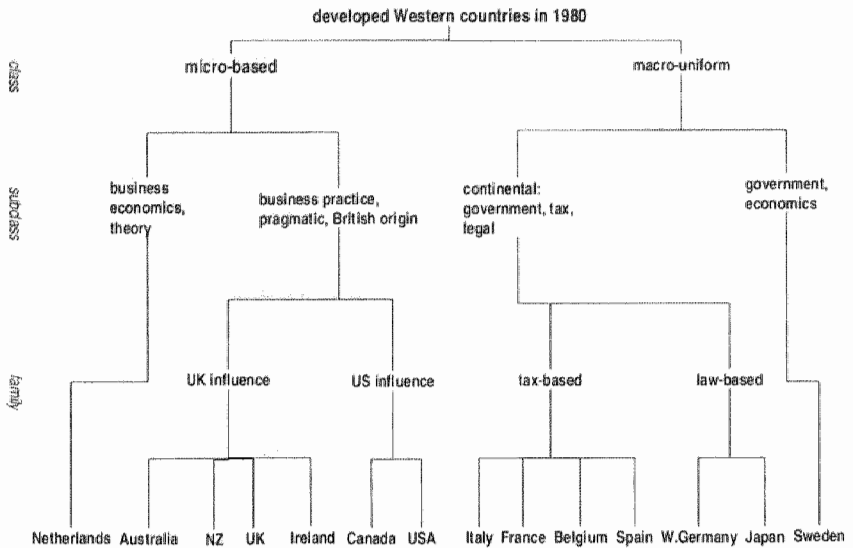 developed Western countries in 1980
class
micro-based
macro-uniform
subclass
business
economics,
theory
business practice,
pragmatic, British origin
continental:
government, tax,
legal
government,
economics
family
UK influence
US influence
tax-based
law-based
Netherlands
Australia
NZ
UK
Ireland
Canada
USA
Italy
France
Belgium
Spain
W.Germany
Japan
Sweden